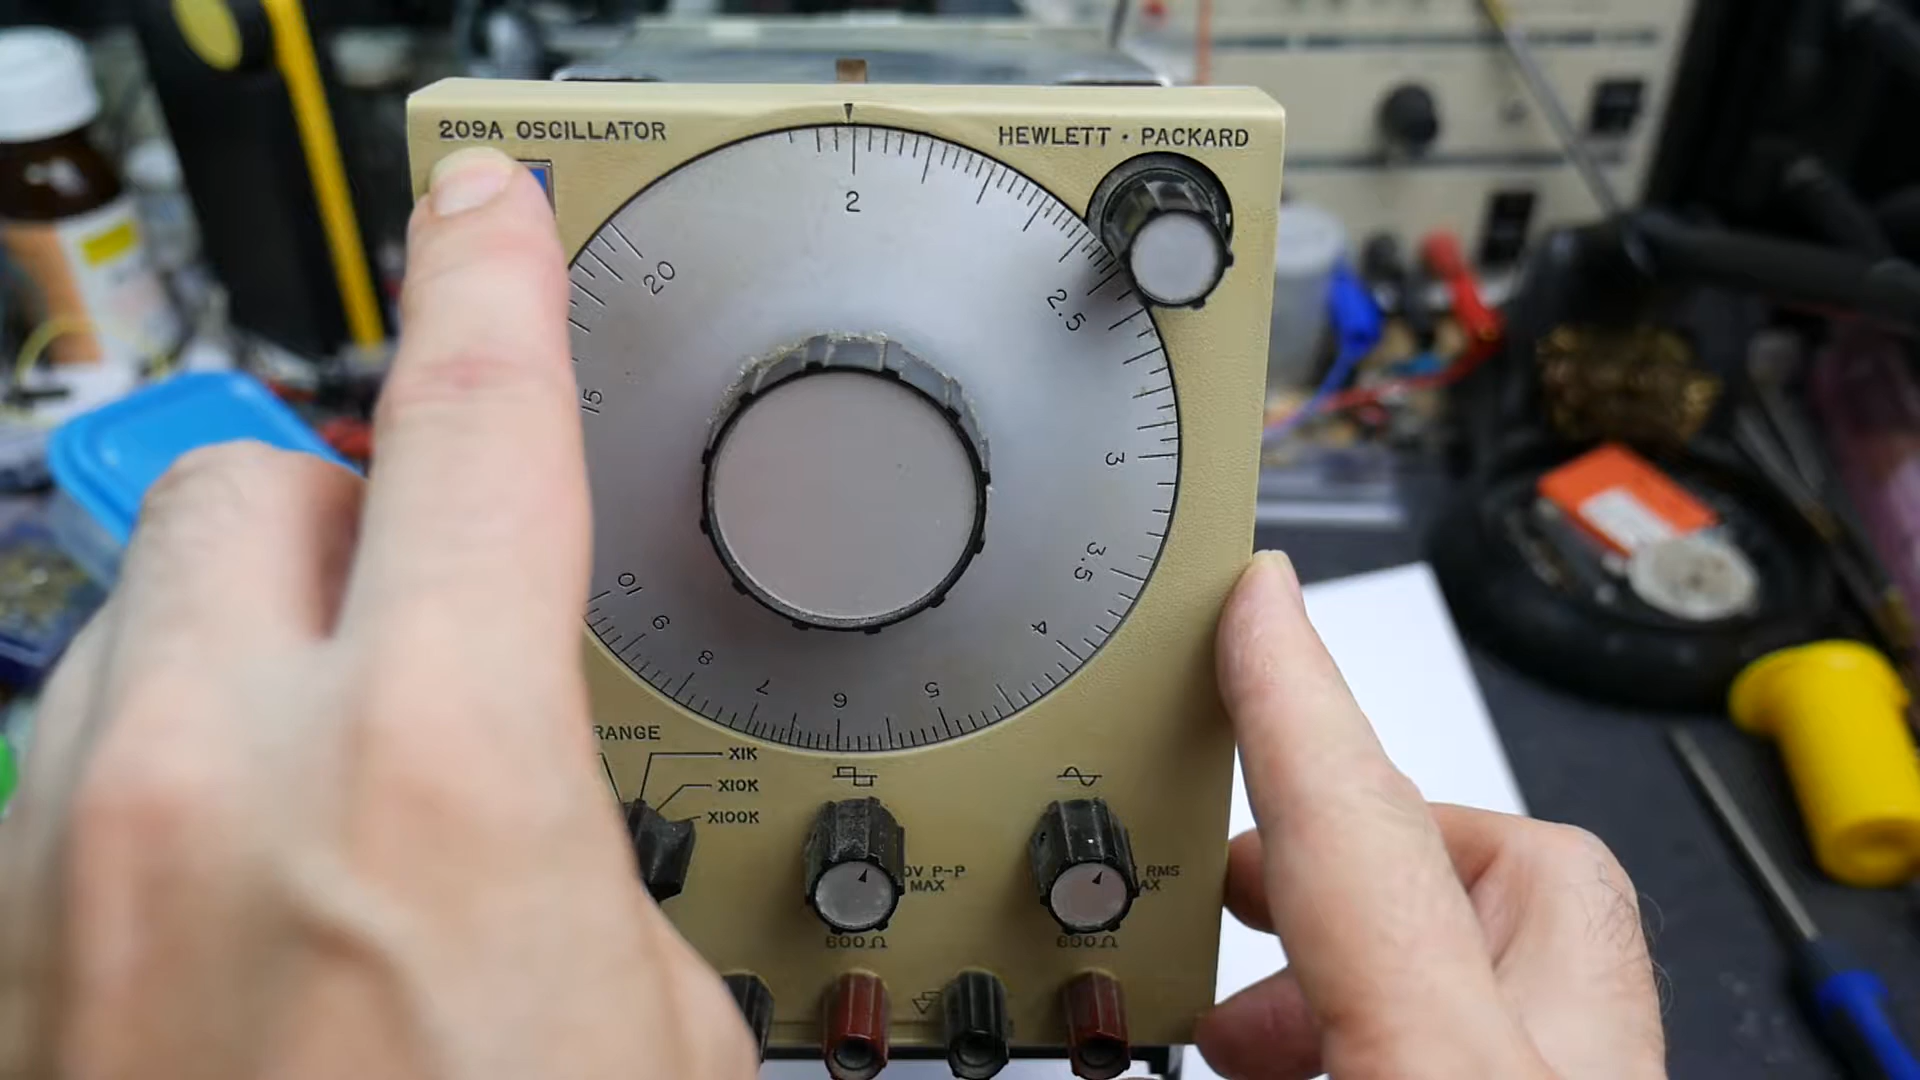 209A OSCILLATOR
HEWLETT · PACKARD
2
2.5
3
3.5
4
5
6
7
8
9
10
15
20
RANGE
X1K
X10K
X100K
V P-P
MAX
RMS
600Ω
600Ω